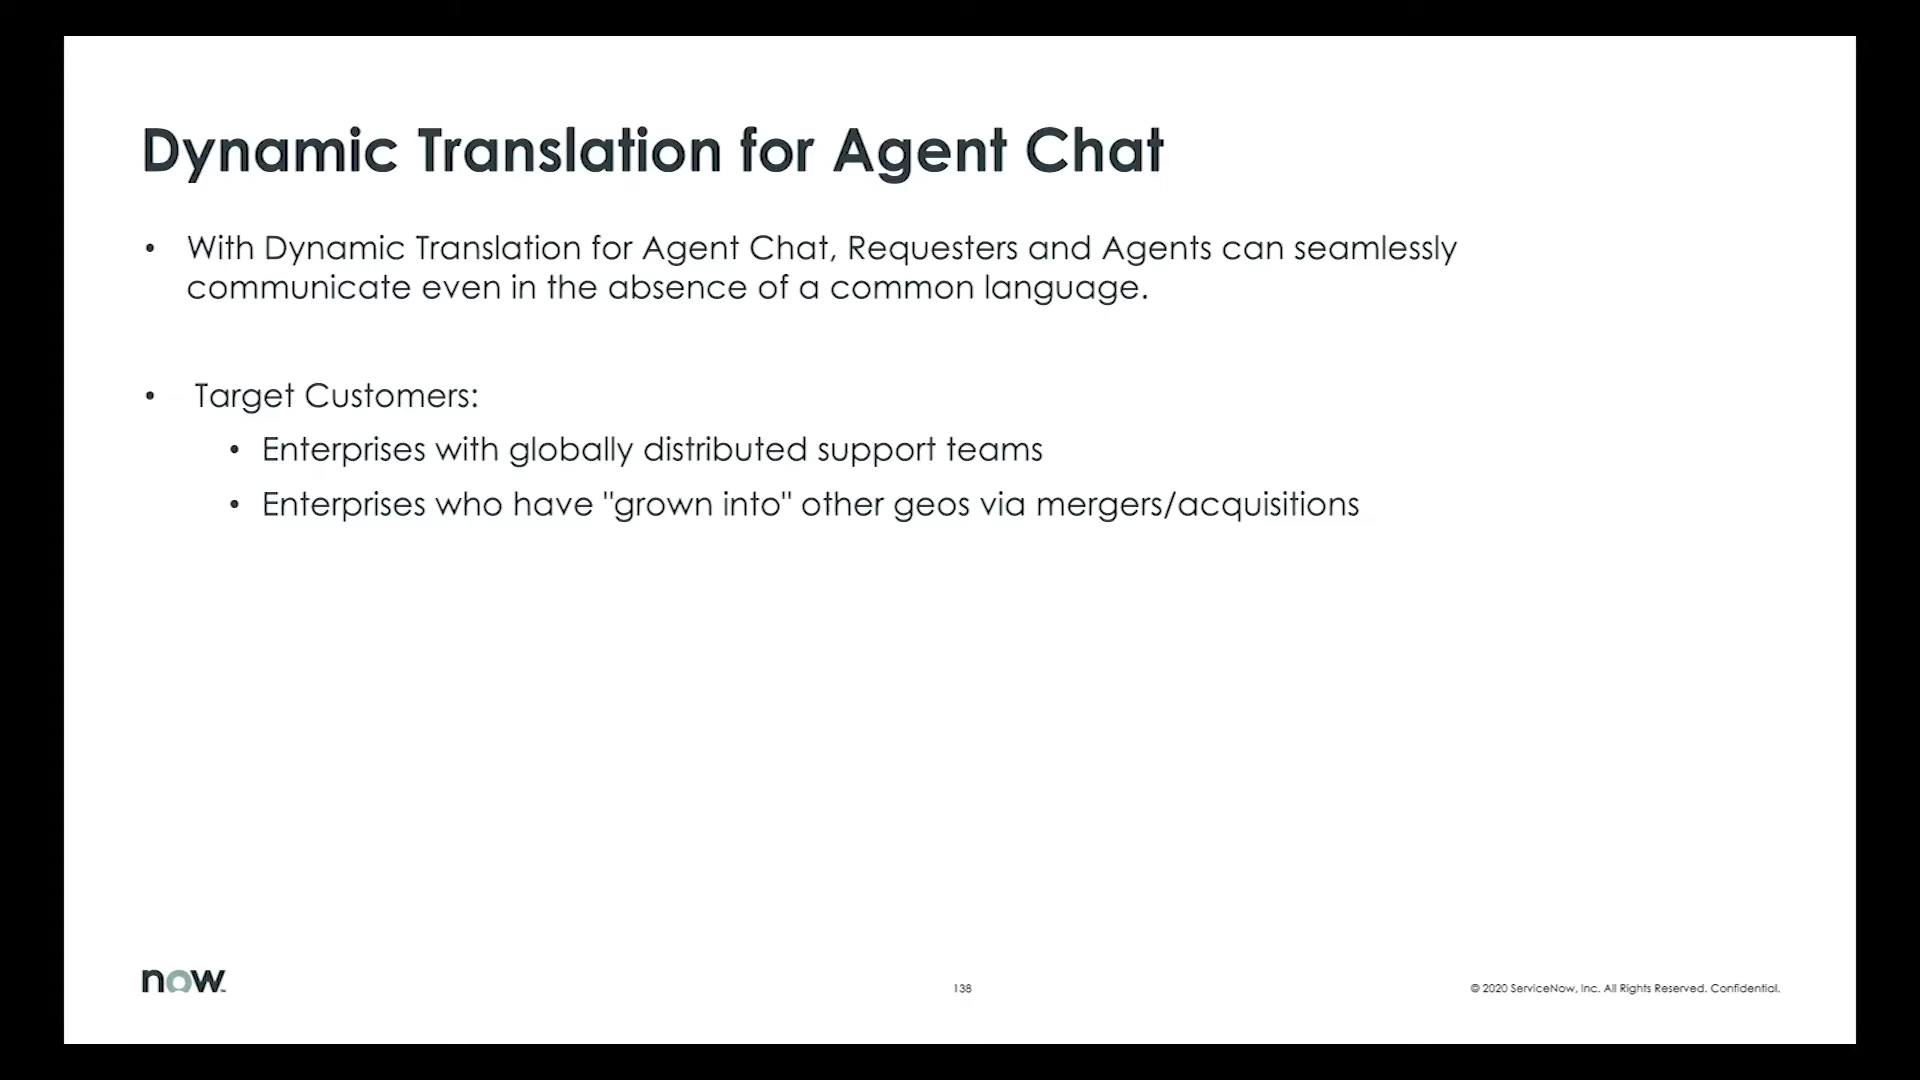 Dynamic Translation for Agent Chat
• With Dynamic Translation for Agent Chat, Requesters and Agents can seamlessly
communicate even in the absence of a common language.
• Target Customers:
• Enterprises with globally distributed support teams
• Enterprises who have "grown into" other geos via mergers/acquisitions
now.
138
© 2020 ServiceNow, Inc. All Rights Reserved. Confidential.